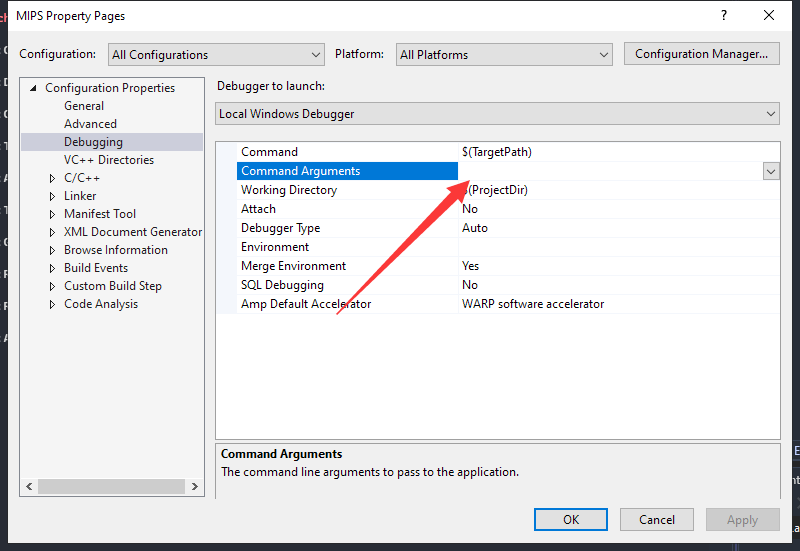 MIPS Property Pages
Configuration: All Configurations Platform: All Platforms Configuration Manager...
Configuration Properties
General
Advanced
Debugging
VC++ Directories
C/C++
Linker
Manifest Tool
XML Document Generator
Browse Information
Build Events
Custom Build Step
Code Analysis
Debugger to launch:
Local Windows Debugger
Command $(TargetPath)
Command Arguments
Working Directory $(ProjectDir)
Attach No
Debugger Type Auto
Environment
Merge Environment Yes
SQL Debugging No
Amp Default Accelerator WARP software accelerator
Command Arguments
The command line arguments to pass to the application.
OK Cancel Apply